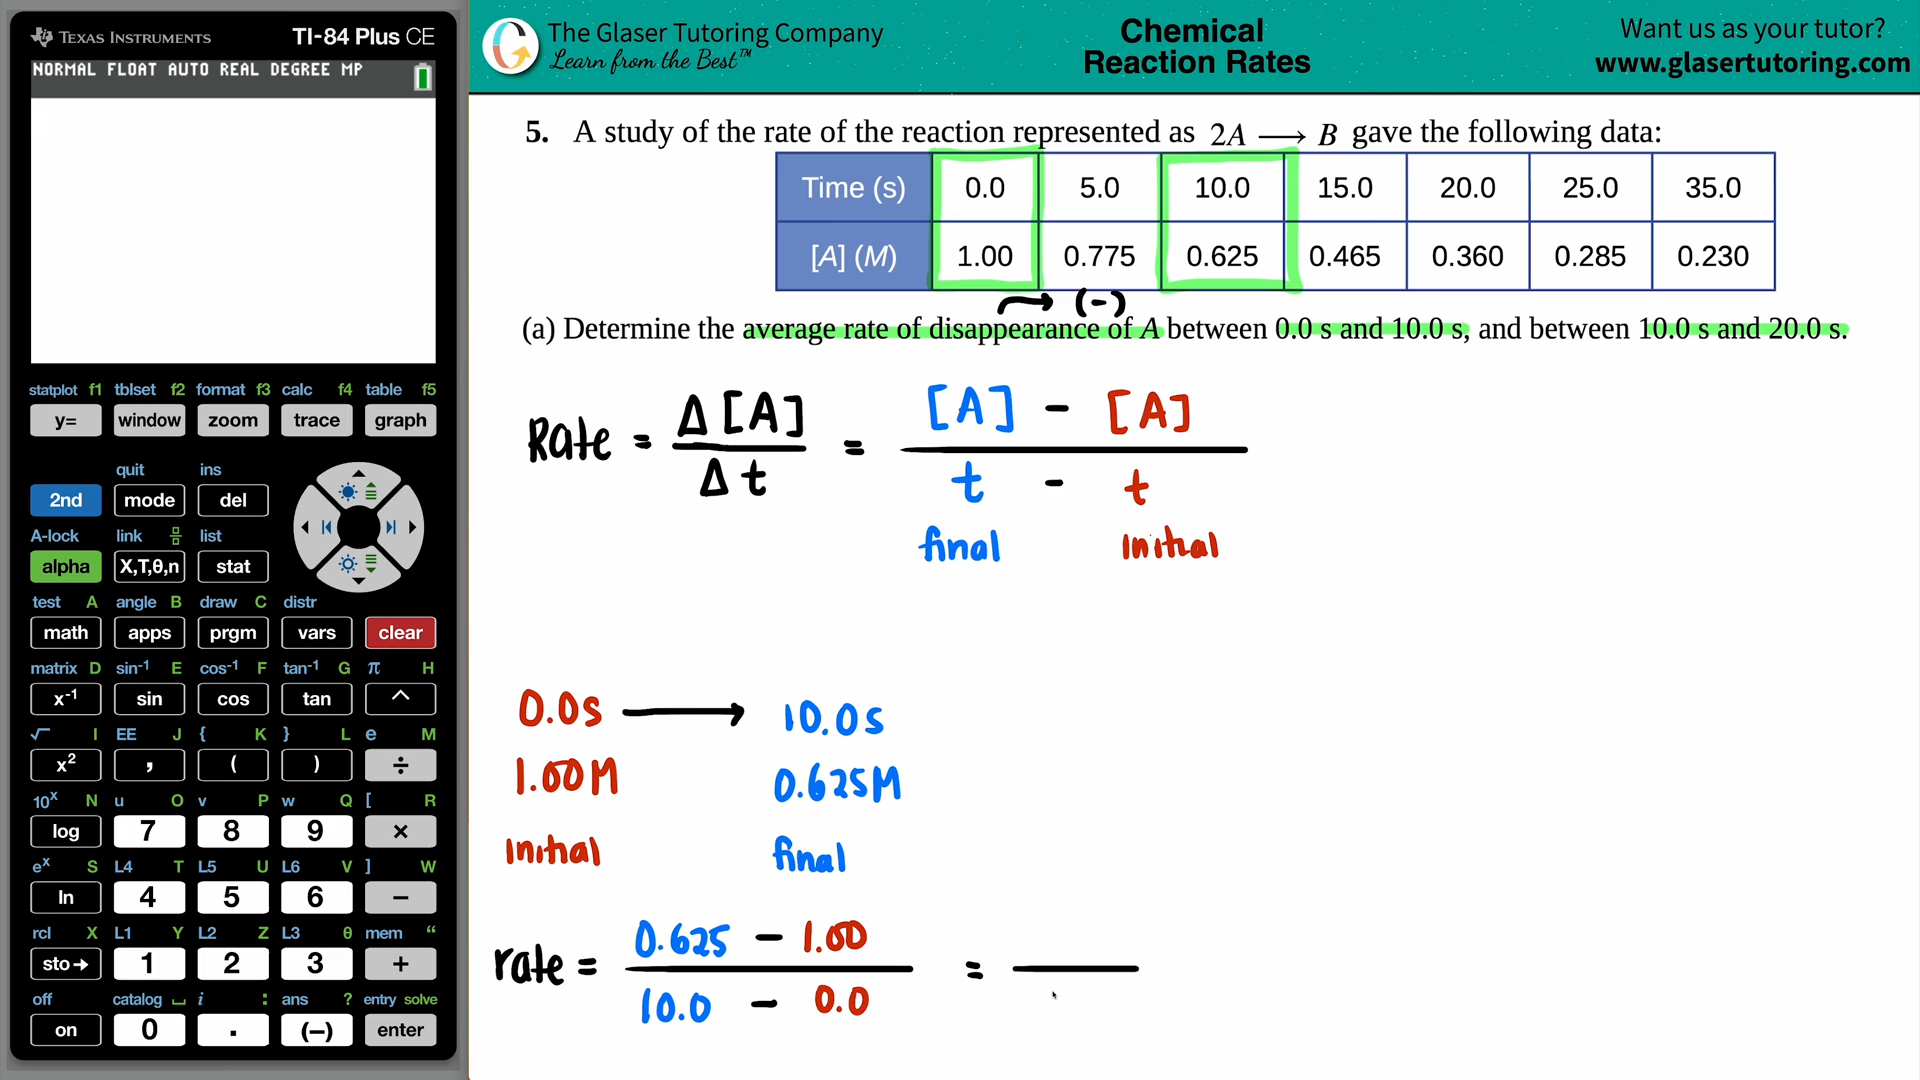 TEXAS INSTRUMENTS TI-84 Plus CE
NORMAL FLOAT AUTO REAL DEGREE MP
statplot f1 tblset f2 format f3 calc f4 table f5
y= window zoom trace graph
quit ins
2nd mode del
A-lock link list
alpha X,T,θ,n stat
test A angle B draw C distr
math apps prgm vars clear
matrix D sin⁻¹ E cos⁻¹ F tan⁻¹ G π H
x⁻¹ sin cos tan ^
√ I EE J { K } L e M
x² , ( ) ÷
10ˣ N u O v P w Q [ R
log 7 8 9 ×
eˣ S L4 T L5 U L6 V ] W
ln 4 5 6 −
rcl X L1 Y L2 Z L3 θ mem “
sto→ 1 2 3 +
off catalog ⎵ i : ans ? entry solve
on 0 . (−) enter
The Glaser Tutoring Company
Learn from the Best™
Chemical
Reaction Rates
Want us as your tutor?
www.glasertutoring.com
5. A study of the rate of the reaction represented as 2A ⟶ B gave the following data:
Time (s) 0.0 5.0 10.0 15.0 20.0 25.0 35.0
[A] (M) 1.00 0.775 0.625 0.465 0.360 0.285 0.230
(-)
(a) Determine the average rate of disappearance of A between 0.0 s and 10.0 s, and between 10.0 s and 20.0 s.
Rate = Δ[A] / Δt = [A] - [A] / t - t
final initial
0.0s ⟶ 10.0s
1.00M 0.625M
initial final
rate = 0.625 - 1.00 / 10.0 - 0.0 =